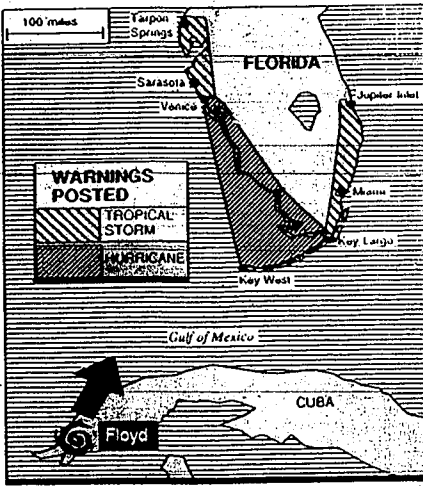 100 miles
Tarpon
Springs
FLORIDA
Sarasota
Venice
Jupiter Inlet
WARNINGS
POSTED
TROPICAL
STORM
HURRICANE
Miami
Key Largo
Key West
Gulf of Mexico
CUBA
Floyd